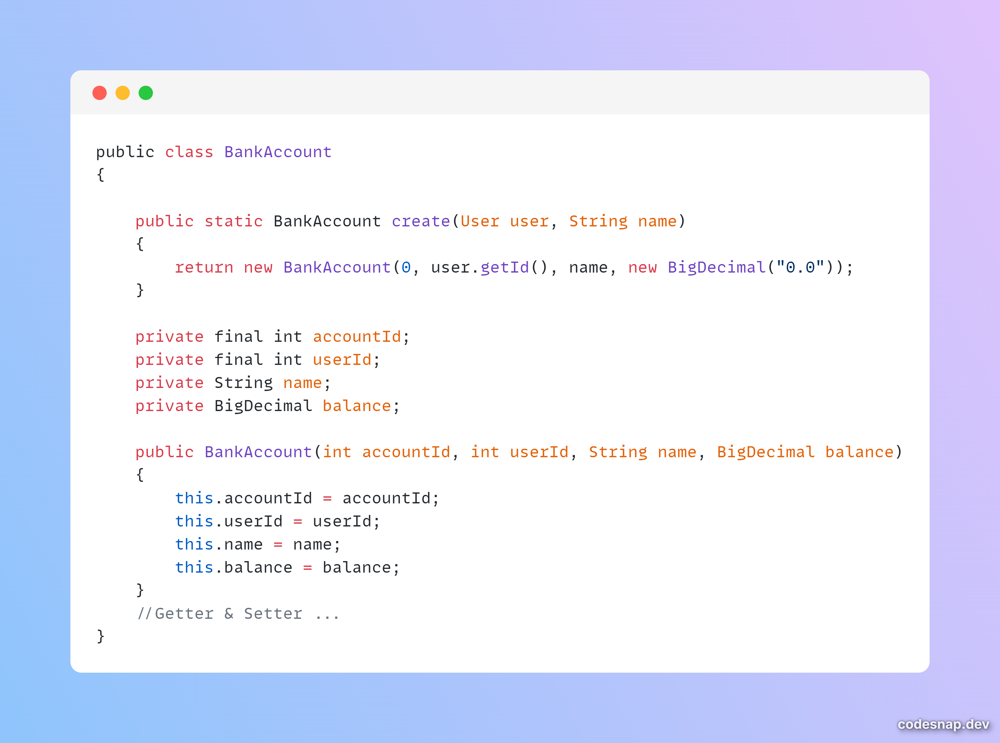 public class BankAccount
{
    public static BankAccount create(User user, String name)
    {
        return new BankAccount(0, user.getId(), name, new BigDecimal("0.0"));
    }
    private final int accountId;
    private final int userId;
    private String name;
    private BigDecimal balance;
    public BankAccount(int accountId, int userId, String name, BigDecimal balance)
    {
        this.accountId = accountId;
        this.userId = userId;
        this.name = name;
        this.balance = balance;
    }
    //Getter & Setter ...
}
codesnap.dev